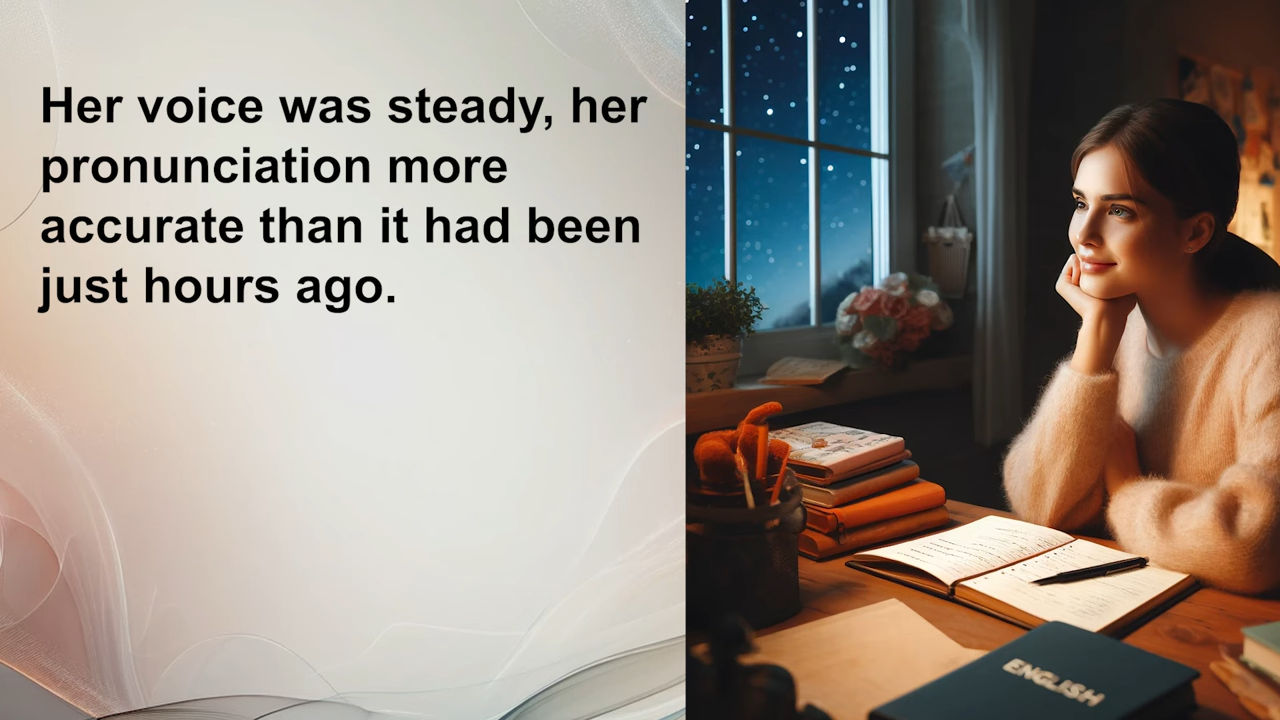 Her voice was steady, her
pronunciation more
accurate than it had been
just hours ago.
ENGLISH